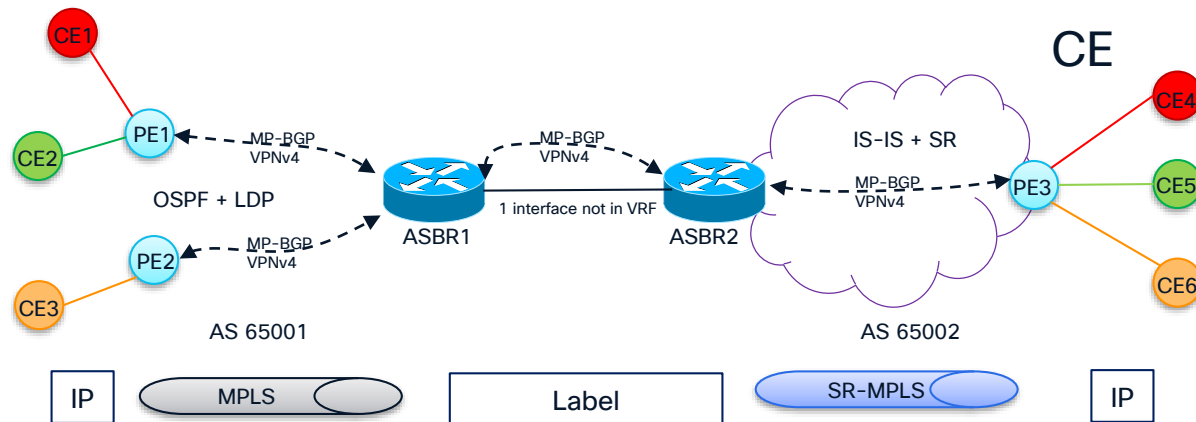 CE1
CE
CE4
PE1
MP-BGP
VPNv4
MP-BGP
VPNv4
IS-IS + SR
CE2
PE3
MP-BGP
VPNv4
CE5
OSPF + LDP
1 interface not in VRF
ASBR1
ASBR2
MP-BGP
VPNv4
PE2
CE3
CE6
AS 65001
AS 65002
IP
MPLS
Label
SR-MPLS
IP